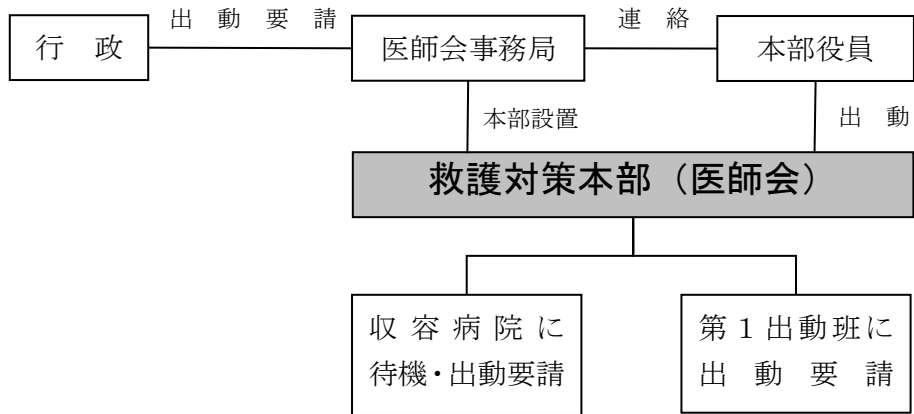 出動要請
連絡
行政
医師会事務局
本部役員
本部設置
出動
救護対策本部（医師会）
収容病院に
待機・出動要請
第１出動班に
出動要請